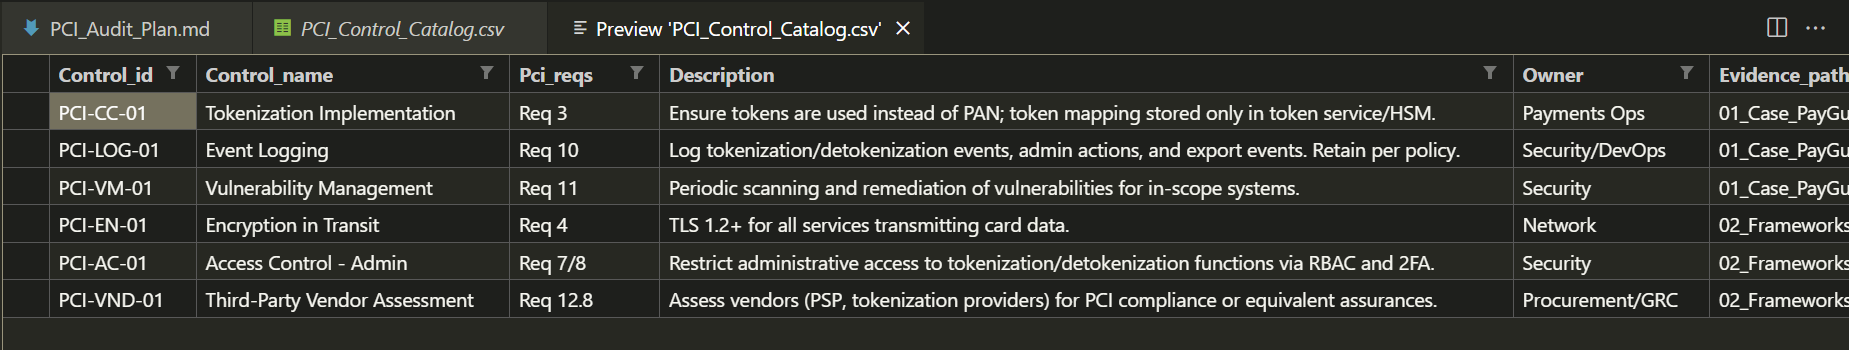 PCI_Audit_Plan.md PCI_Control_Catalog.csv Preview 'PCI_Control_Catalog.csv'
Control_id Control_name Pci_reqs Description Owner Evidence_path
PCI-CC-01 Tokenization Implementation Req 3 Ensure tokens are used instead of PAN; token mapping stored only in token service/HSM. Payments Ops 01_Case_PayGu
PCI-LOG-01 Event Logging Req 10 Log tokenization/detokenization events, admin actions, and export events. Retain per policy. Security/DevOps 01_Case_PayGu
PCI-VM-01 Vulnerability Management Req 11 Periodic scanning and remediation of vulnerabilities for in-scope systems. Security 01_Case_PayGu
PCI-EN-01 Encryption in Transit Req 4 TLS 1.2+ for all services transmitting card data. Network 02_Frameworks
PCI-AC-01 Access Control - Admin Req 7/8 Restrict administrative access to tokenization/detokenization functions via RBAC and 2FA. Security 02_Frameworks
PCI-VND-01 Third-Party Vendor Assessment Req 12.8 Assess vendors (PSP, tokenization providers) for PCI compliance or equivalent assurances. Procurement/GRC 02_Frameworks